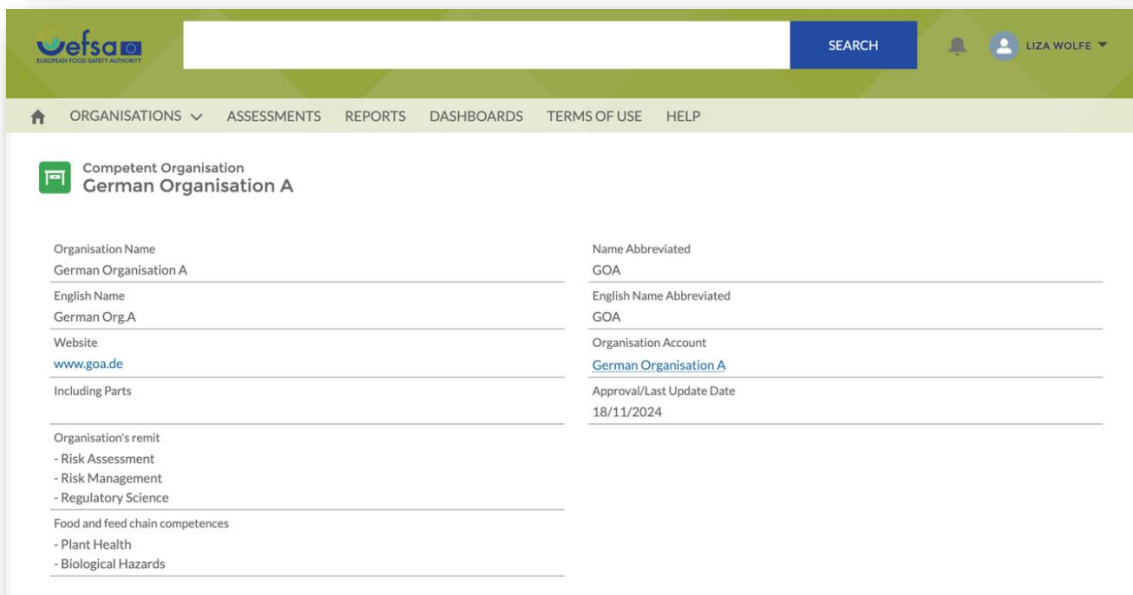 efsa
EUROPEAN FOOD SAFETY AUTHORITY
SEARCH
LIZA WOLFE
ORGANISATIONS
ASSESSMENTS
REPORTS
DASHBOARDS
TERMS OF USE
HELP
Competent Organisation
German Organisation A
Organisation Name
German Organisation A
Name Abbreviated
GOA
English Name
German Org.A
English Name Abbreviated
GOA
Website
www.goa.de
Organisation Account
German Organisation A
Including Parts
Approval/Last Update Date
18/11/2024
Organisation's remit
- Risk Assessment
- Risk Management
- Regulatory Science
Food and feed chain competences
- Plant Health
- Biological Hazards